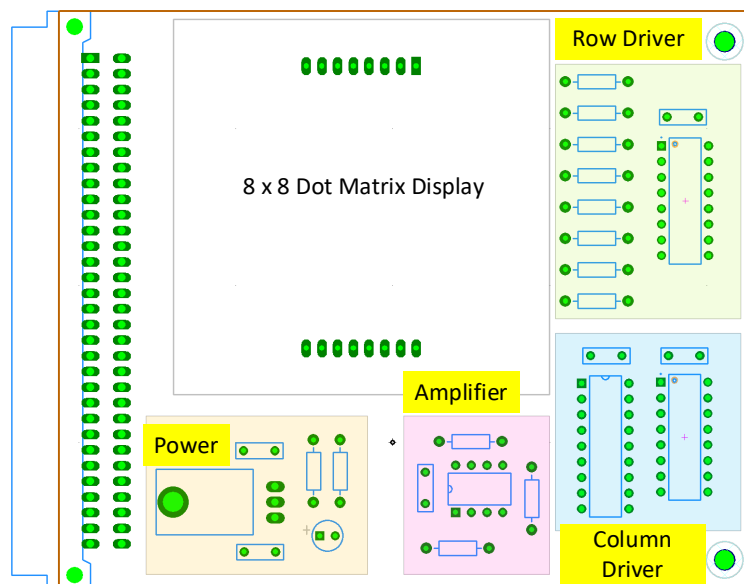 Row Driver
8 x 8 Dot Matrix Display
Amplifier
Power
Column
Driver